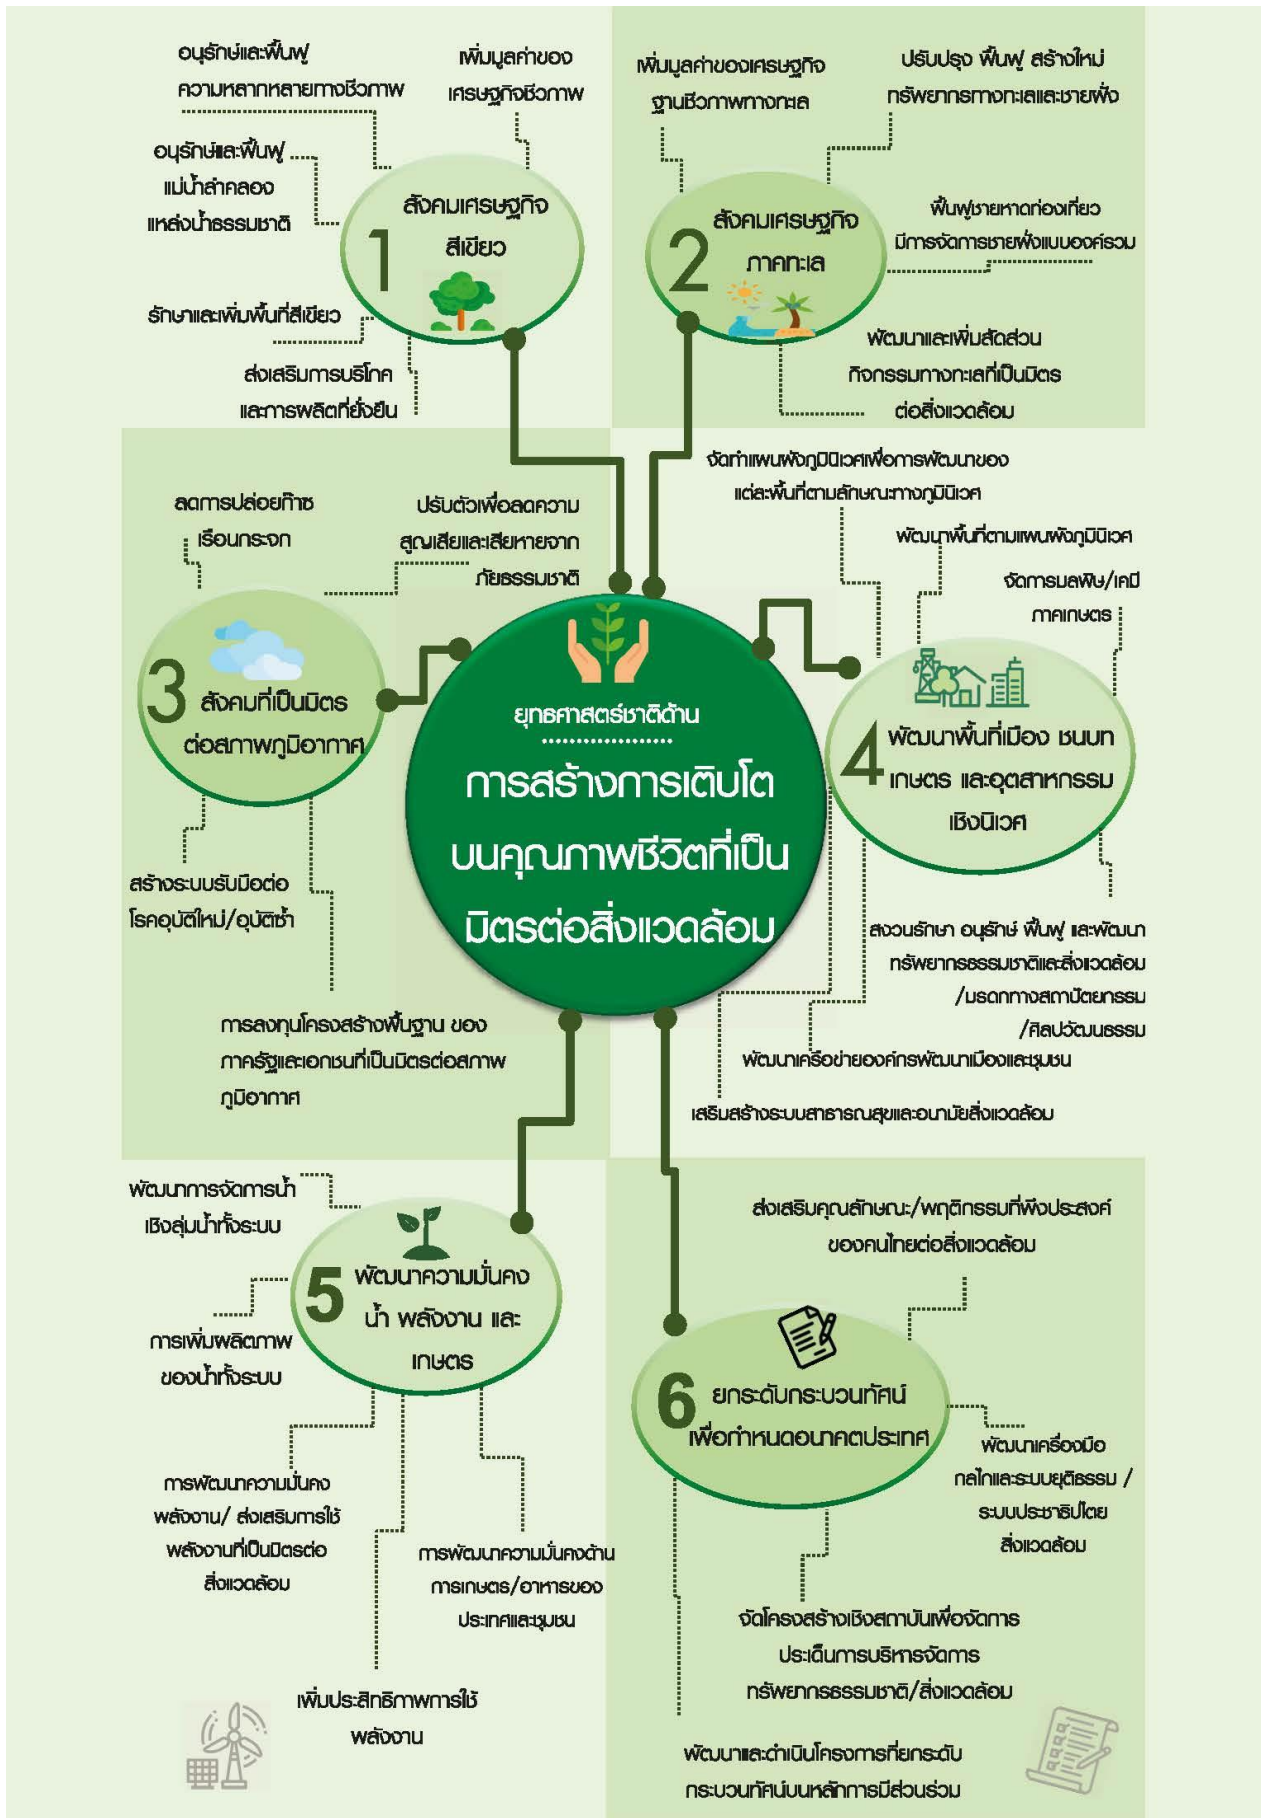 อนุรักษ์และฟื้นฟู
ความหลากหลายทางชีวภาพ
เพิ่มมูลค่าของ
เศรษฐกิจชีวภาพ
อนุรักษ์และฟื้นฟู
แม่น้ำลำคลอง
แหล่งน้ำธรรมชาติ
1
สังคมเศรษฐกิจ
สีเขียว
รักษาและเพิ่มพื้นที่สีเขียว
ส่งเสริมการบริโภค
และการผลิตที่ยั่งยืน
เพิ่มมูลค่าของเศรษฐกิจ
ฐานชีวภาพทางทะเล
ปรับปรุง ฟื้นฟู สร้างใหม่
ทรัพยากรทางทะเลและชายฝั่ง
2
สังคมเศรษฐกิจ
ภาคทะเล
ฟื้นฟูชายหาดท่องเที่ยว
มีการจัดการชายฝั่งแบบองค์รวม
พัฒนาและเพิ่มสัดส่วน
กิจกรรมทางทะเลที่เป็นมิตร
ต่อสิ่งแวดล้อม
ลดการปล่อยก๊าซ
เรือนกระจก
ปรับตัวเพื่อลดความ
สูญเสียและเสียหายจาก
ภัยธรรมชาติ
3
สังคมที่เป็นมิตร
ต่อสภาพภูมิอากาศ
สร้างระบบรับมือต่อ
โรคอุบัติใหม่/อุบัติซ้ำ
การลงทุนโครงสร้างพื้นฐาน ของ
ภาครัฐและเอกชนที่เป็นมิตรต่อสภาพ
ภูมิอากาศ
ยุทธศาสตร์ชาติด้าน
การสร้างการเติบโต
บนคุณภาพชีวิตที่เป็น
มิตรต่อสิ่งแวดล้อม
จัดทำแผนผังภูมินิเวศเพื่อการพัฒนาของ
แต่ละพื้นที่ตามลักษณะทางภูมินิเวศ
พัฒนาพื้นที่ตามแผนผังภูมินิเวศ
จัดการมลพิษ/เคมี
ภาคเกษตร
4
พัฒนาพื้นที่เมือง ชนบท
เกษตร และอุตสาหกรรม
เชิงนิเวศ
สงวนรักษา อนุรักษ์ ฟื้นฟู และพัฒนา
ทรัพยากรธรรมชาติและสิ่งแวดล้อม
/มรดกทางสถาปัตยกรรม
/ศิลปวัฒนธรรม
พัฒนาเครือข่ายองค์กรพัฒนาเมืองและชุมชน
เสริมสร้างระบบสาธารณสุขและอนามัยสิ่งแวดล้อม
พัฒนาการจัดการน้ำ
เชิงลุ่มน้ำทั้งระบบ
5
พัฒนาความมั่นคง
น้ำ พลังงาน และ
เกษตร
การเพิ่มผลิตภาพ
ของน้ำทั้งระบบ
การพัฒนาความมั่นคง
พลังงาน/ ส่งเสริมการใช้
พลังงานที่เป็นมิตรต่อ
สิ่งแวดล้อม
การพัฒนาความมั่นคงด้าน
การเกษตร/อาหารของ
ประเทศและชุมชน
เพิ่มประสิทธิภาพการใช้
พลังงาน
ส่งเสริมคุณลักษณะ/พฤติกรรมที่พึงประสงค์
ของคนไทยต่อสิ่งแวดล้อม
6
ยกระดับกระบวนทัศน์
เพื่อกำหนดอนาคตประเทศ
พัฒนาเครื่องมือ
กลไกและระบบยุติธรรม /
ระบบประชาธิปไตย
สิ่งแวดล้อม
จัดโครงสร้างเชิงสถาบันเพื่อจัดการ
ประเด็นการบริหารจัดการ
ทรัพยากรธรรมชาติ/สิ่งแวดล้อม
พัฒนาและดำเนินโครงการที่ยกระดับ
กระบวนทัศน์บนหลักการมีส่วนร่วม